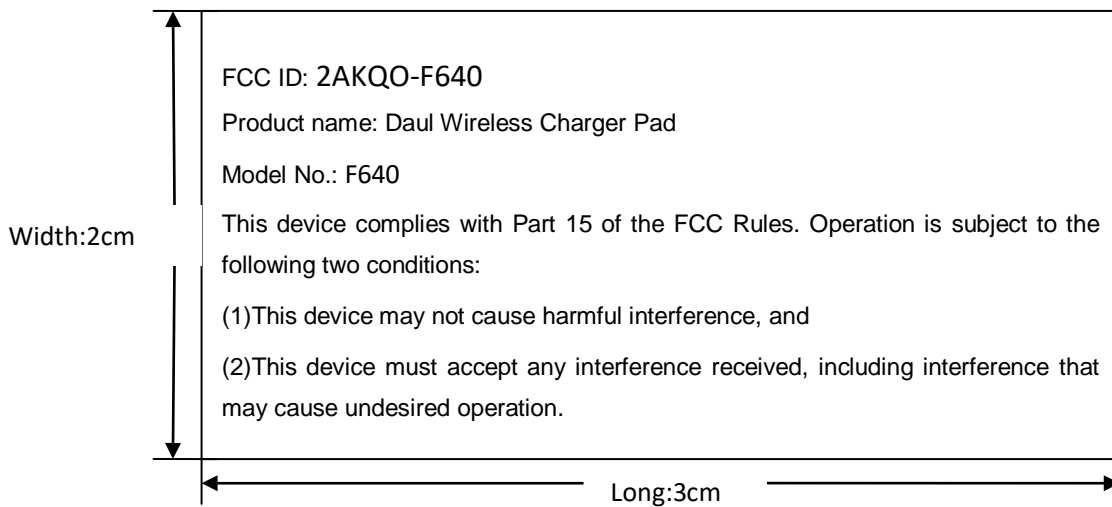 FCC ID: 2AKQO-F640
Product name: Daul Wireless Charger Pad
Model No.: F640
Width:2cm
This device complies with Part 15 of the FCC Rules. Operation is subject to the
following two conditions:
(1)This device may not cause harmful interference, and
(2)This device must accept any interference received, including interference that
may cause undesired operation.
Long:3cm